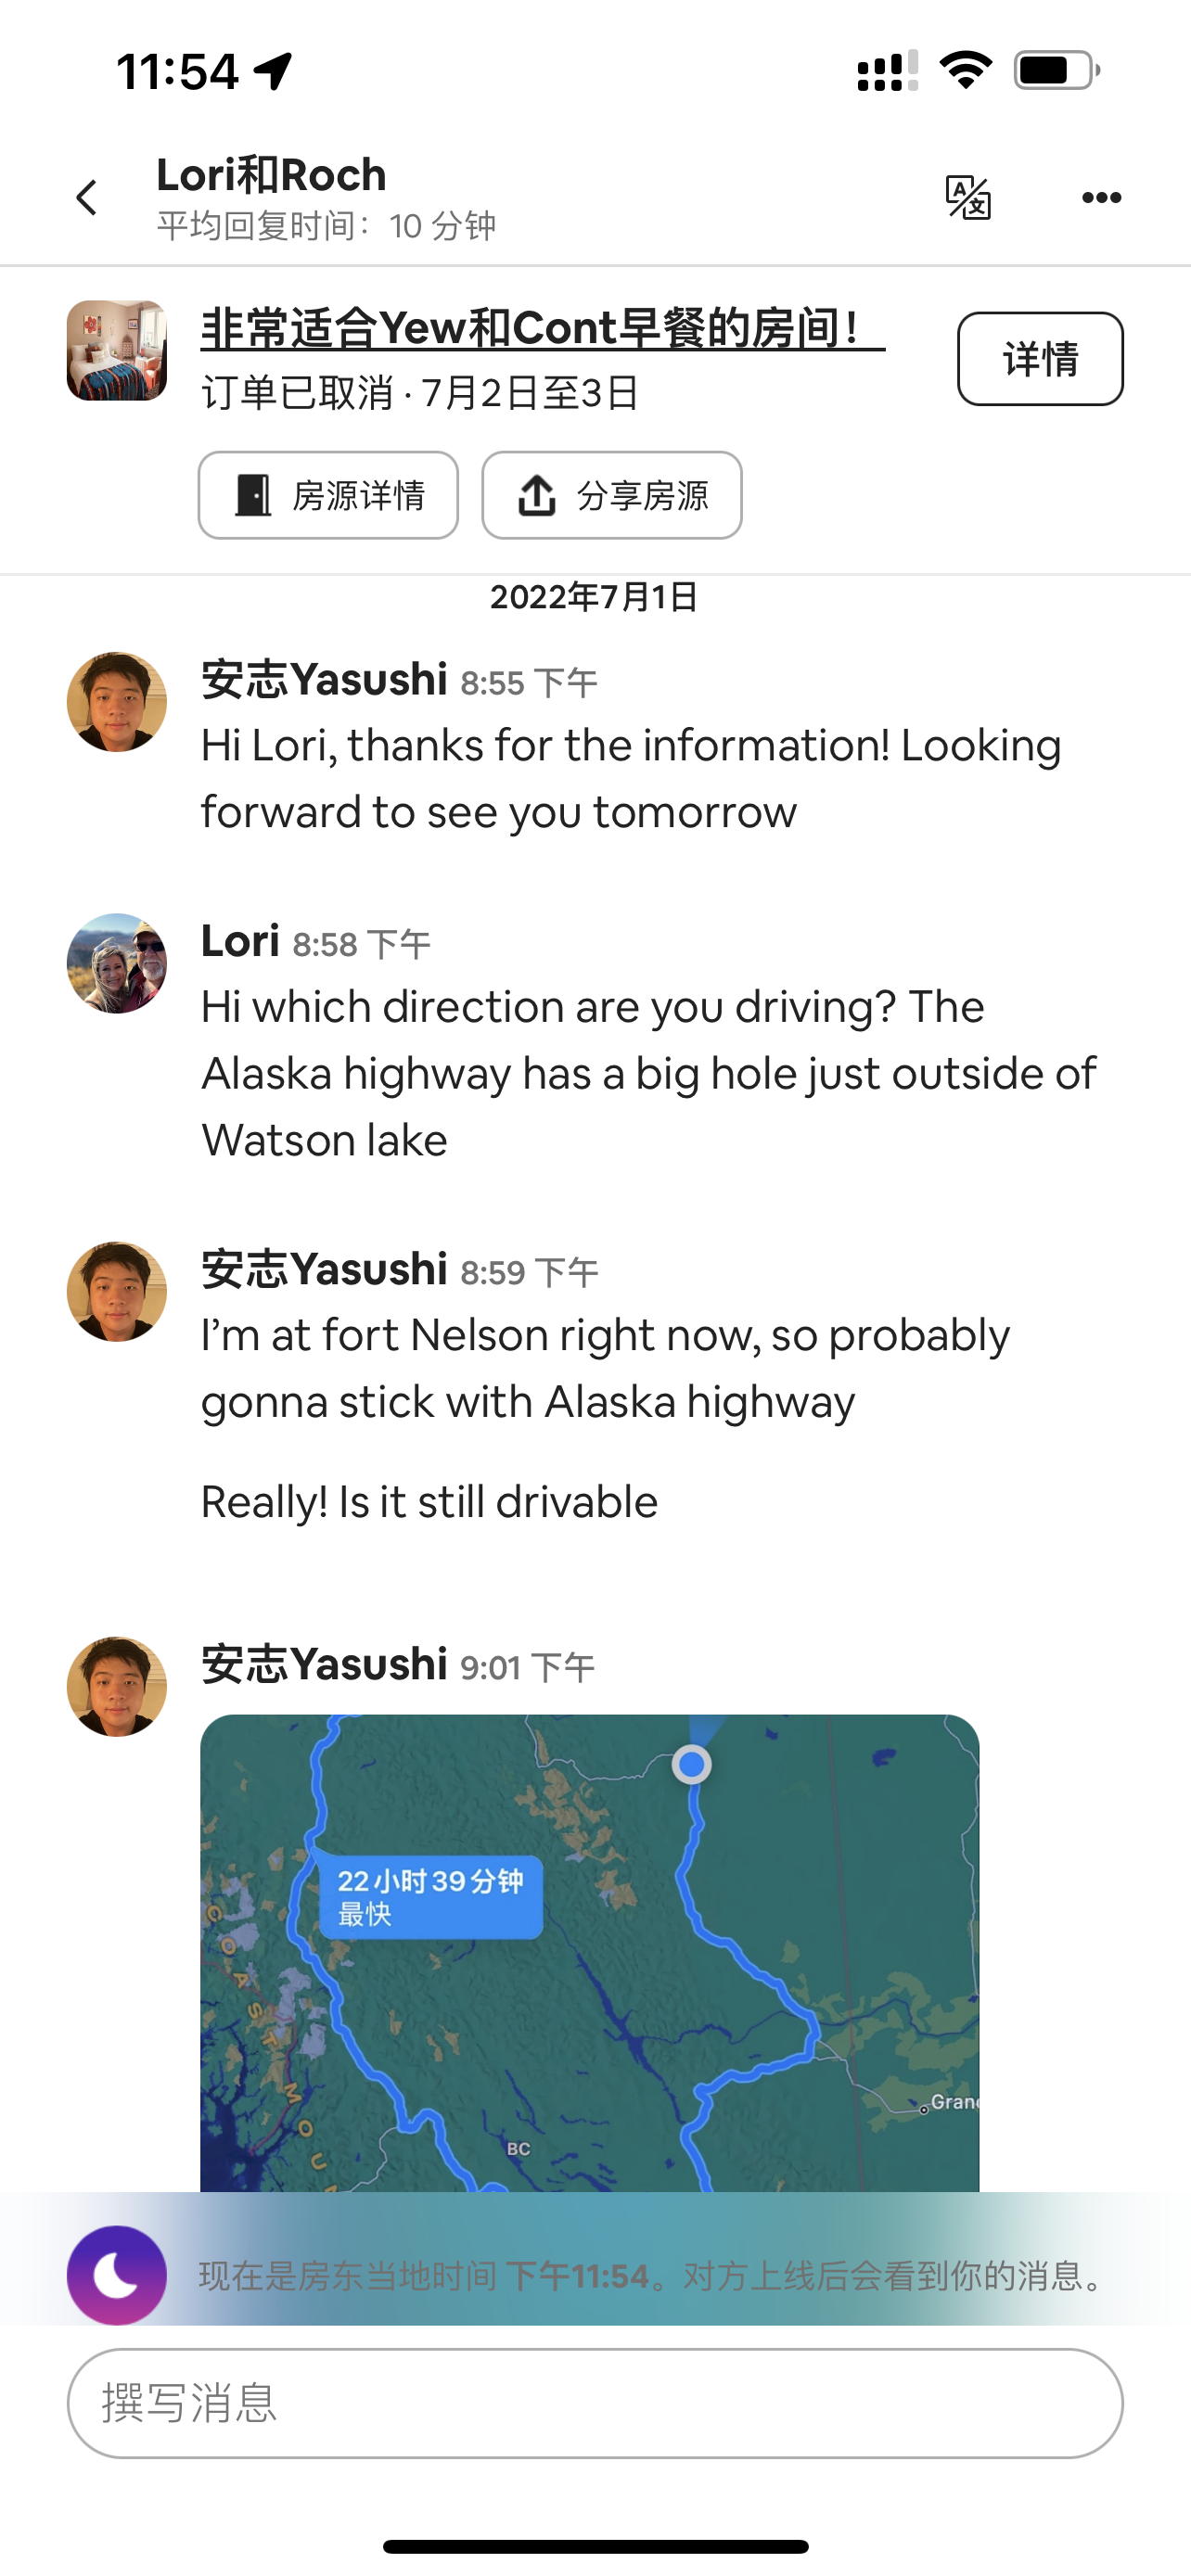 11:54
Lori和Roch
平均回复时间：10 分钟
非常适合Yew和Cont早餐的房间！
订单已取消 · 7月2日至3日
详情
房源详情
分享房源
2022年7月1日
安志Yasushi 8:55 下午
Hi Lori, thanks for the information! Looking
forward to see you tomorrow
Lori 8:58 下午
Hi which direction are you driving? The
Alaska highway has a big hole just outside of
Watson lake
安志Yasushi 8:59 下午
I’m at fort Nelson right now, so probably
gonna stick with Alaska highway
Really! Is it still drivable
安志Yasushi 9:01 下午
22小时39分钟
最快
COAST MOU
Gran
BC
现在是房东当地时间 下午11:54。对方上线后会看到你的消息。
撰写消息